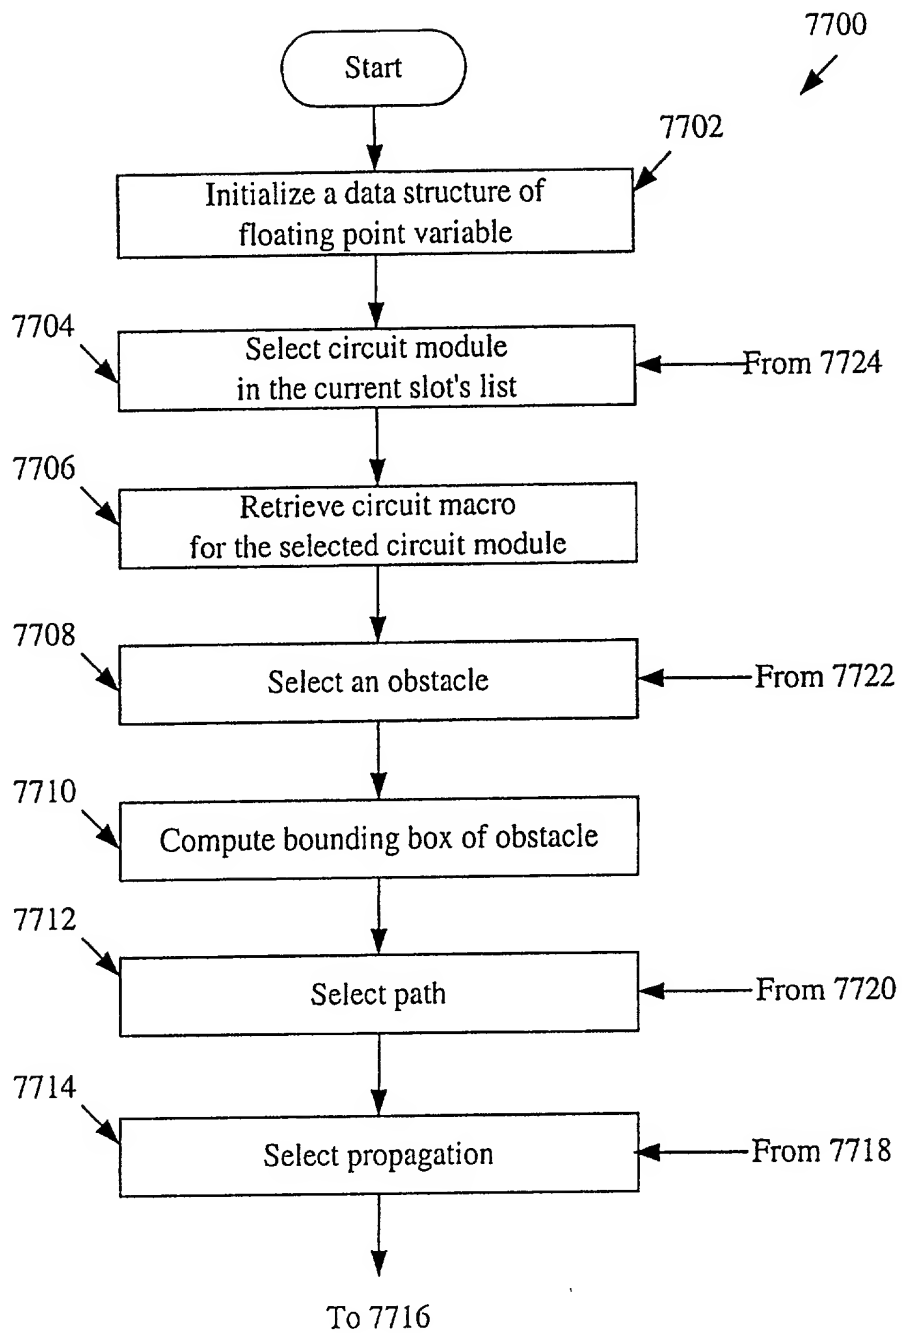 7700
Start
7702
Initialize a data structure of
floating point variable
7704
Select circuit module
in the current slot's list
From 7724
7706
Retrieve circuit macro
for the selected circuit module
7708
Select an obstacle
From 7722
7710
Compute bounding box of obstacle
7712
Select path
From 7720
7714
Select propagation
From 7718
To 7716